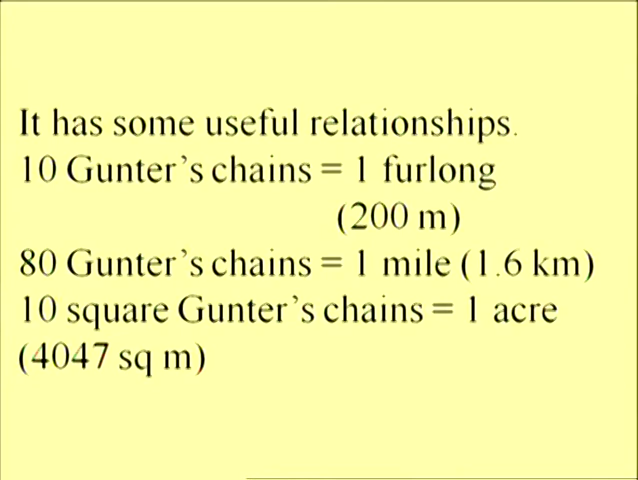 It has some useful relationships.
10 Gunter's chains = 1 furlong
(200 m)
80 Gunter's chains = 1 mile (1.6 km)
10 square Gunter's chains = 1 acre
(4047 sq m)